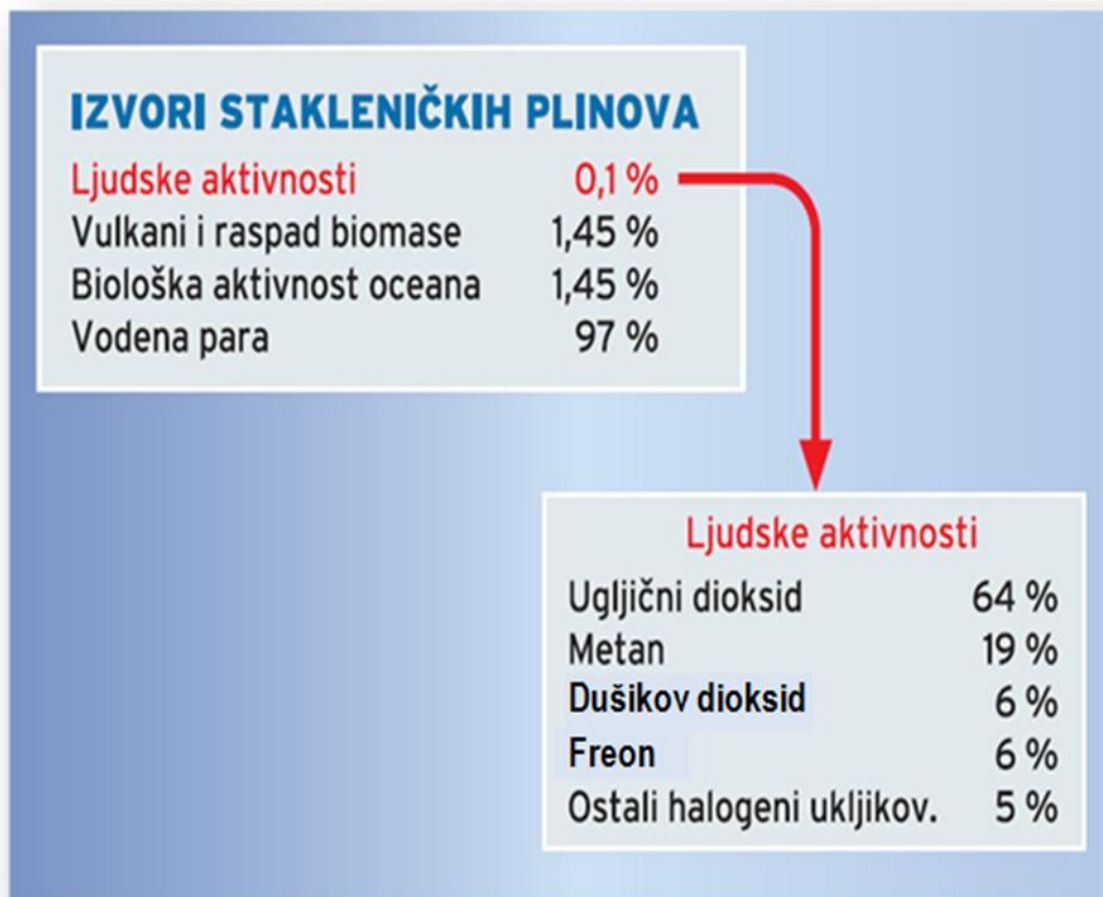 IZVORI STAKLENIČKIH PLINOVA
Ljudske aktivnosti 0,1 %
Vulkani i raspad biomase 1,45 %
Biološka aktivnost oceana 1,45 %
Vodena para 97 %
Ljudske aktivnosti
Ugljični dioksid 64 %
Metan 19 %
Dušikov dioksid 6 %
Freon 6 %
Ostali halogeni ukljikov. 5 %